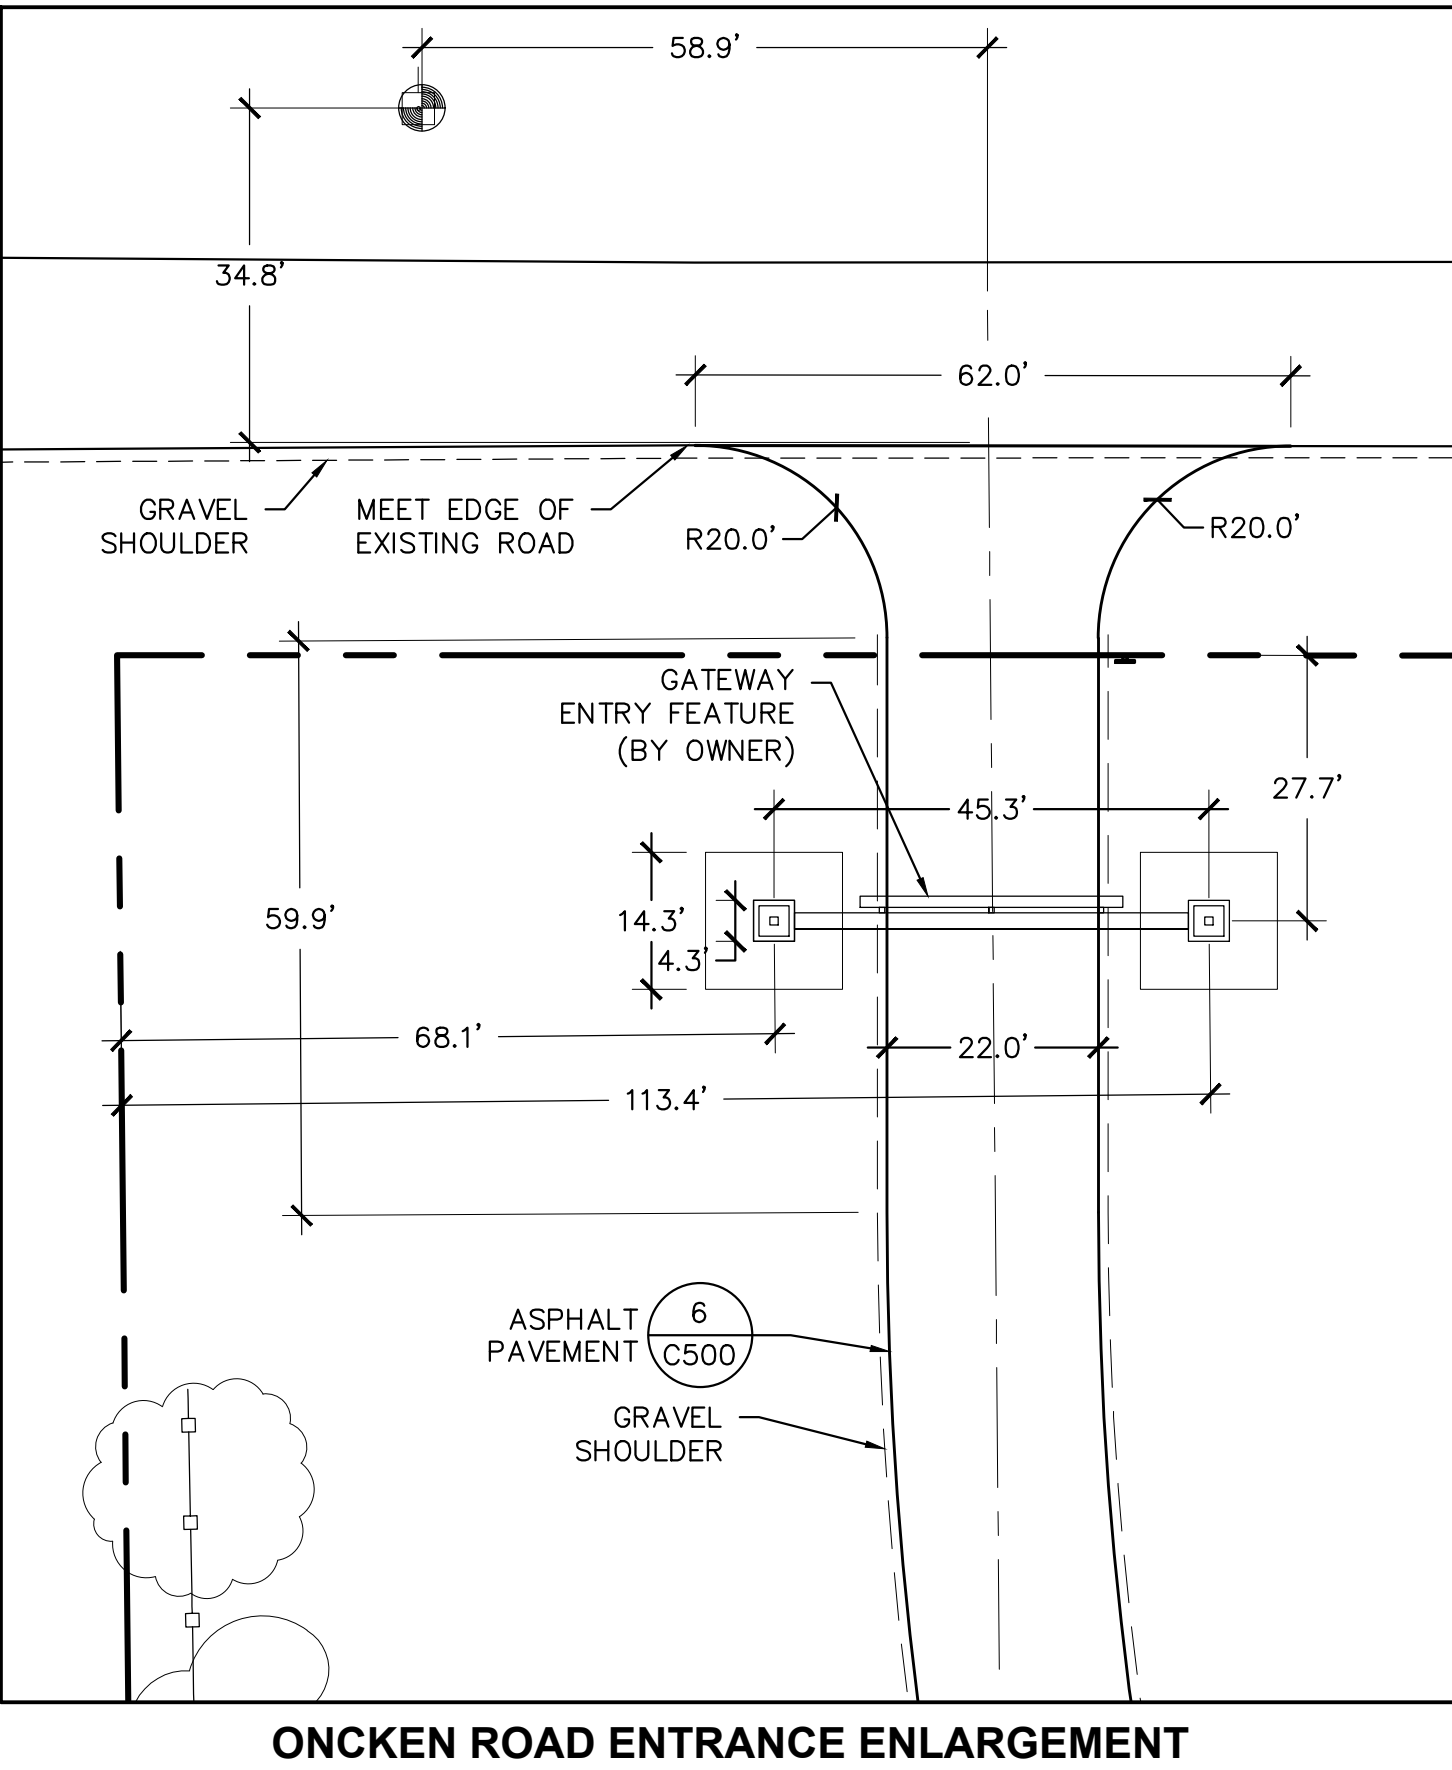 58.9'
34.8'
62.0'
GRAVEL
SHOULDER
MEET EDGE OF
EXISTING ROAD
R20.0'
R20.0'
GATEWAY
ENTRY FEATURE
(BY OWNER)
27.7'
45.3'
59.9'
14.3'
4.3'
68.1'
22.0'
113.4'
ASPHALT
PAVEMENT
6
C500
GRAVEL
SHOULDER
ONCKEN ROAD ENTRANCE ENLARGEMENT